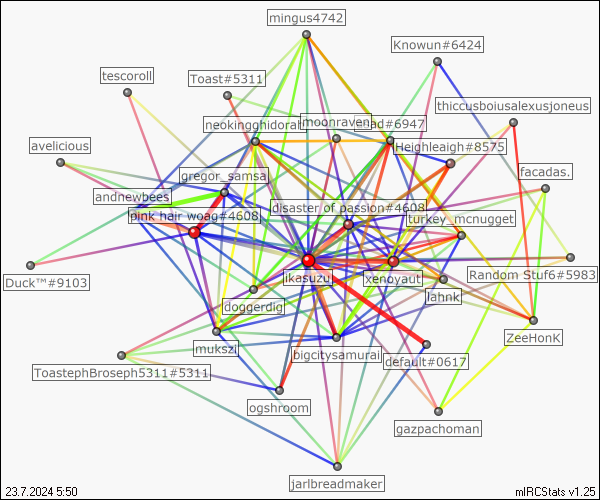 mingus4742
Knowun#6424
tescoroll
Toast#5311
thiccusboiusalexusjoneus
neokingghidorah
moonraven
nad#6947
avelicious
Heighleaigh#8575
facadas.
gregor_samsa
andnewbees
disaster of passion#4608
pink hair woag#4608
turkey_mcnugget
Duck™#9103
ikasuzu
xenoyaut
Random Stuf6#5983
lahnk
doggerdig
ZeeHonK
mukszi
bigcitysamurai
default#0617
ToastephBroseph5311#5311
ogshroom
gazpachoman
jarlbreadmaker
23.7.2024 5:50
mIRCStats v1.25